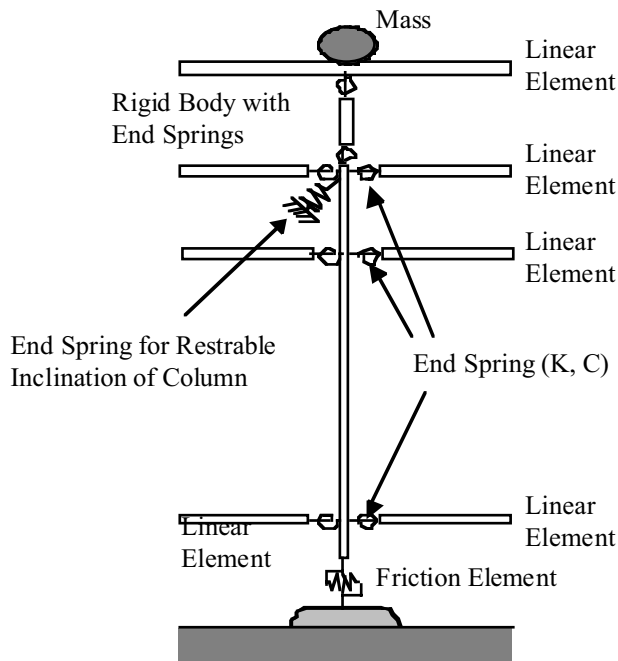 Mass
Linear
Element
Rigid Body with
End Springs
Linear
Element
Linear
Element
End Spring for Restrable
Inclination of Column
End Spring (K, C)
Linear
Element
Linear
Element
Friction Element